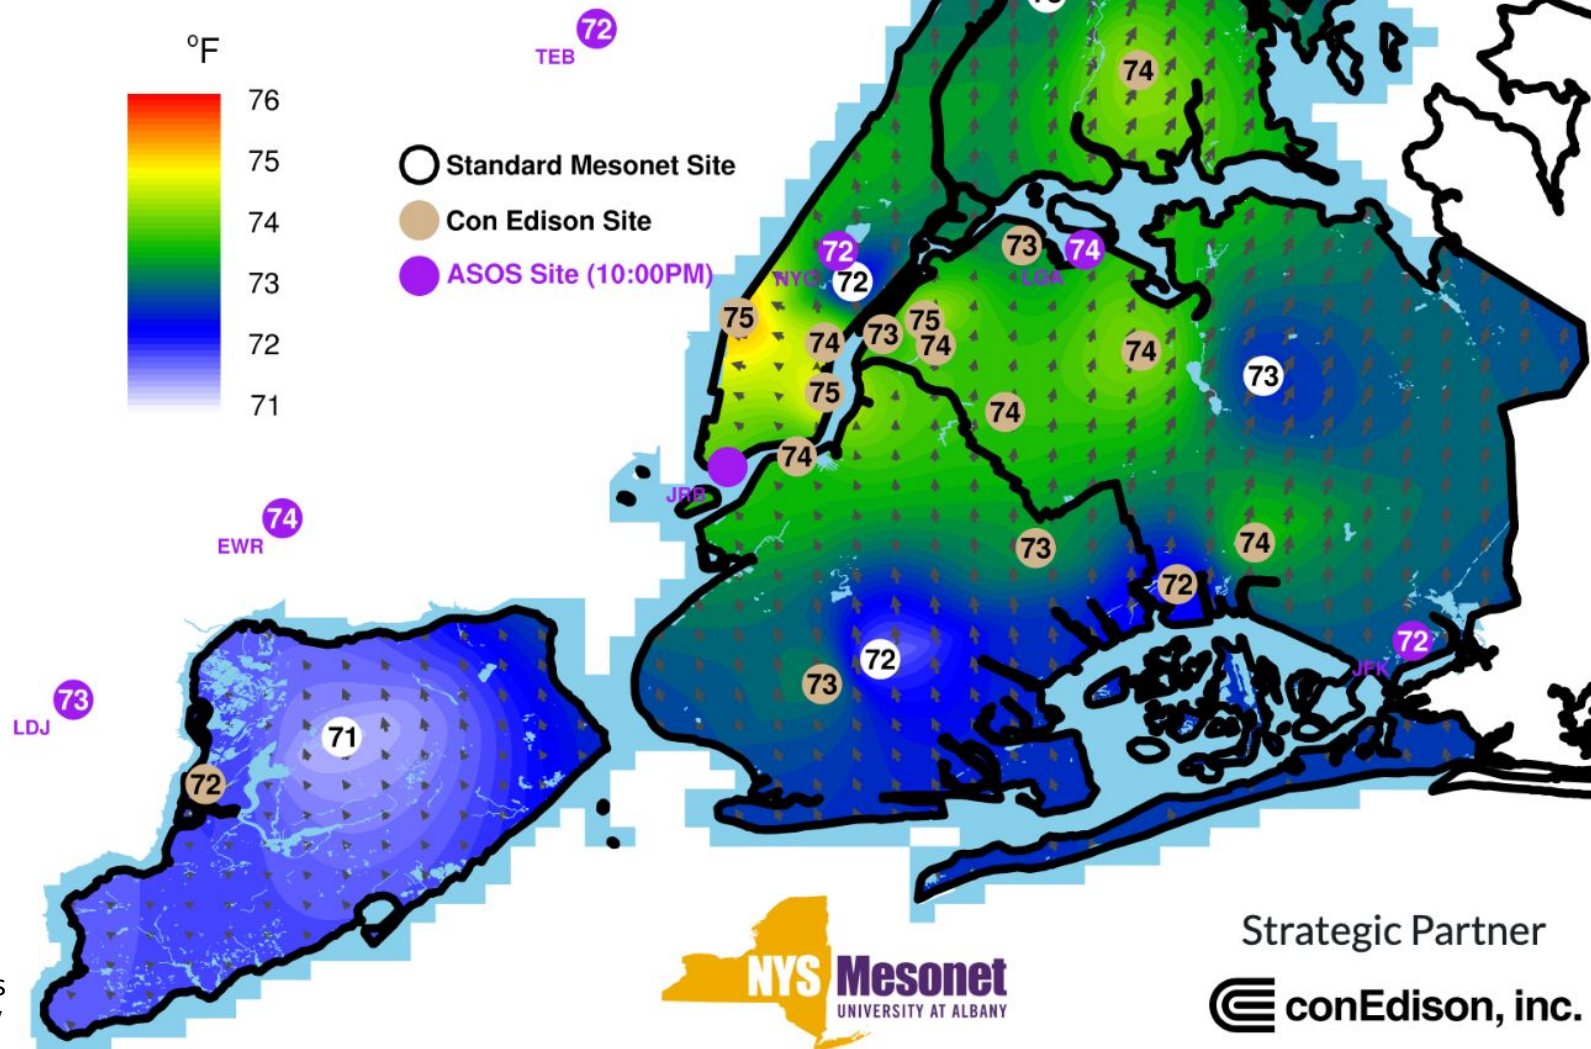 °F
76
75
74
73
72
71
Standard Mesonet Site
Con Edison Site
ASOS Site (10:00PM)
72
TEB
74
73
74
LGA
72
NYC
72
75
74
73
75
74
74
73
75
74
74
JRB
74
EWR
73
74
72
72
JFK
72
73
73
LDJ
71
72
NYS Mesonet
UNIVERSITY AT ALBANY
Strategic Partner
conEdison, inc.